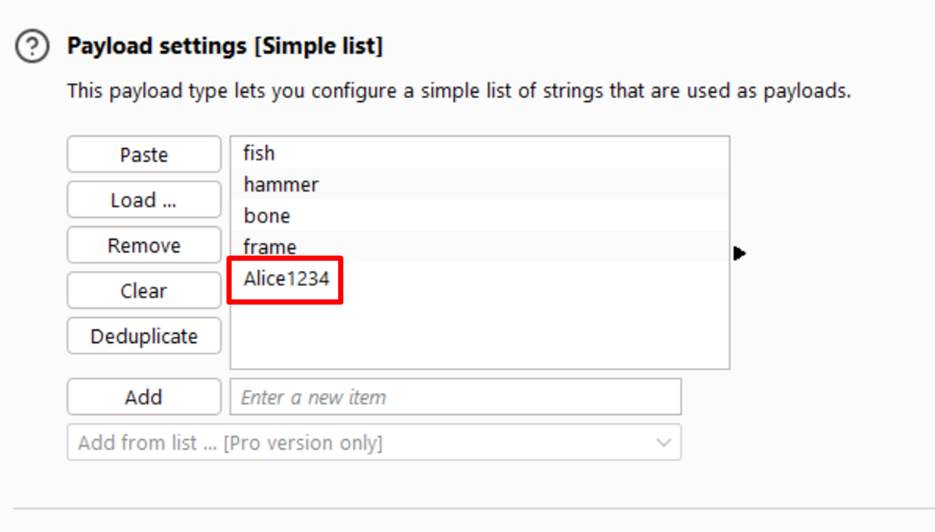 Payload settings [Simple list]
This payload type lets you configure a simple list of strings that are used as payloads.
Paste
Load ...
Remove
Clear
Deduplicate
fish
hammer
bone
frame
Alice1234
Add
Enter a new item
Add from list ... [Pro version only]